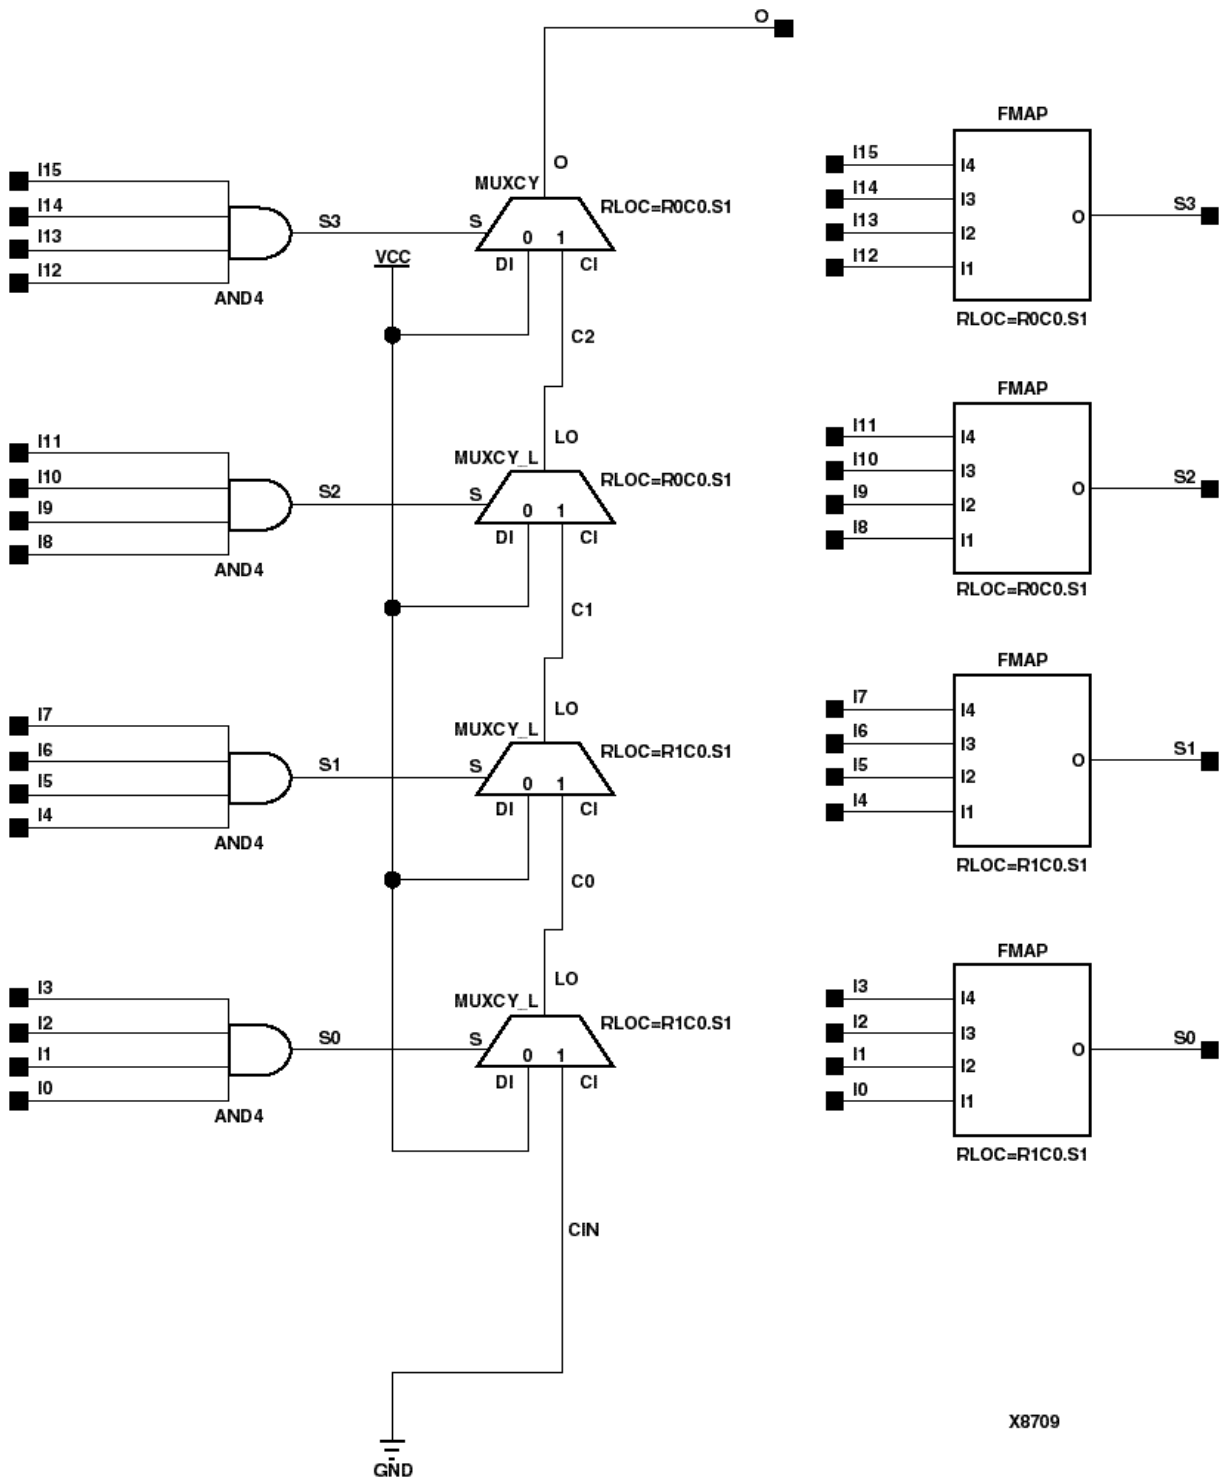 O
FMAP
I15
I14
I13
I12
AND4
S3
VCC
MUXCY
O
S
0 1
DI CI
RLOC=R0C0.S1
C2
I15
I14
I13
I12
I4
I3
I2
I1
O
S3
RLOC=R0C0.S1
FMAP
I11
I10
I9
I8
AND4
S2
LO
MUXCY_L
S
0 1
DI CI
RLOC=R0C0.S1
C1
I11
I10
I9
I8
I4
I3
I2
I1
O
S2
RLOC=R0C0.S1
FMAP
I7
I6
I5
I4
AND4
S1
LO
MUXCY_L
S
0 1
DI CI
RLOC=R1C0.S1
C0
I7
I6
I5
I4
I4
I3
I2
I1
O
S1
RLOC=R1C0.S1
FMAP
I3
I2
I1
I0
AND4
S0
LO
MUXCY_L
S
0 1
DI CI
RLOC=R1C0.S1
I3
I2
I1
I0
I4
I3
I2
I1
O
S0
RLOC=R1C0.S1
CIN
GND
X8709